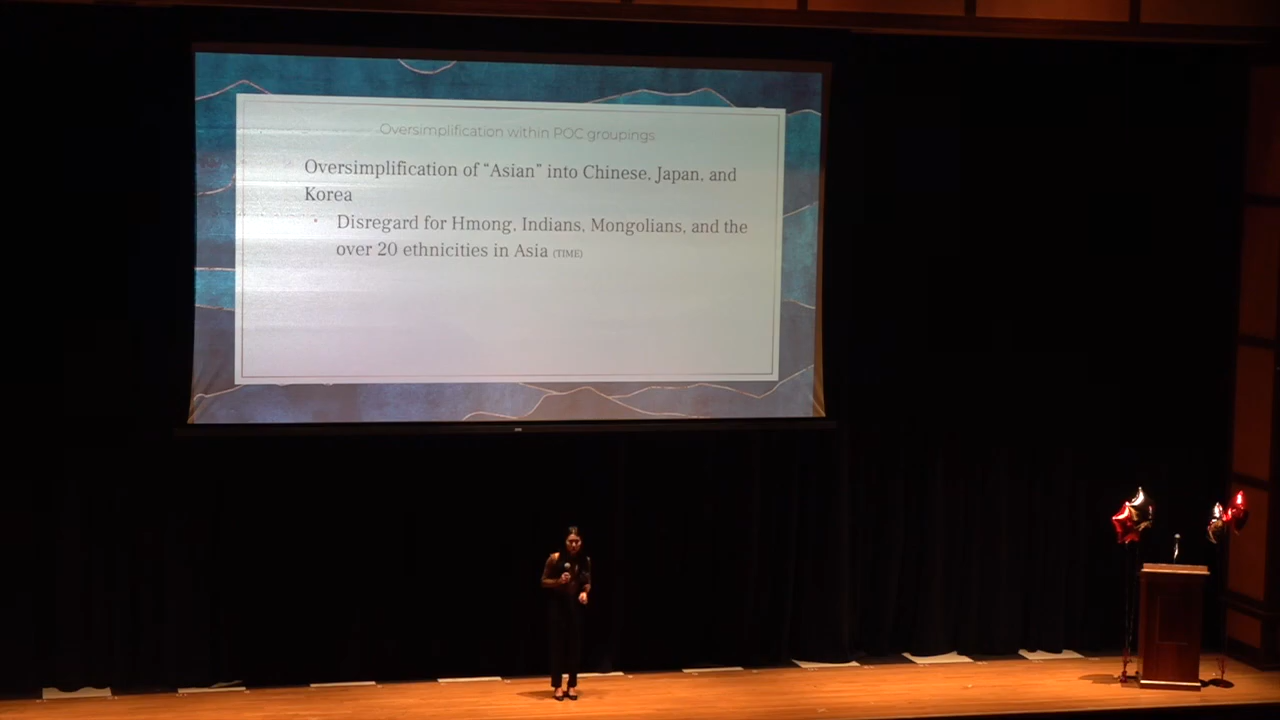 Oversimplification within POC groupings
Oversimplification of “Asian” into Chinese, Japan, and
Korea
Disregard for Hmong, Indians, Mongolians, and the
over 20 ethnicities in Asia (TIME)